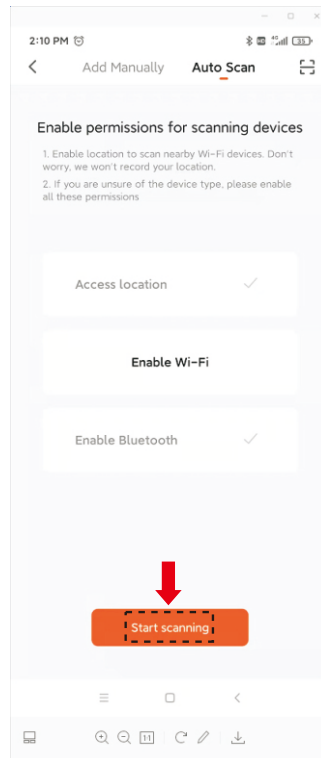 2:10 PM
Add Manually Auto Scan
Enable permissions for scanning devices
1. Enable location to scan nearby Wi-Fi devices. Don't
worry, we won't record your location.
2. If you are unsure of the device type, please enable
all these permissions
Access location
Enable Wi-Fi
Enable Bluetooth
Start scanning
1:1